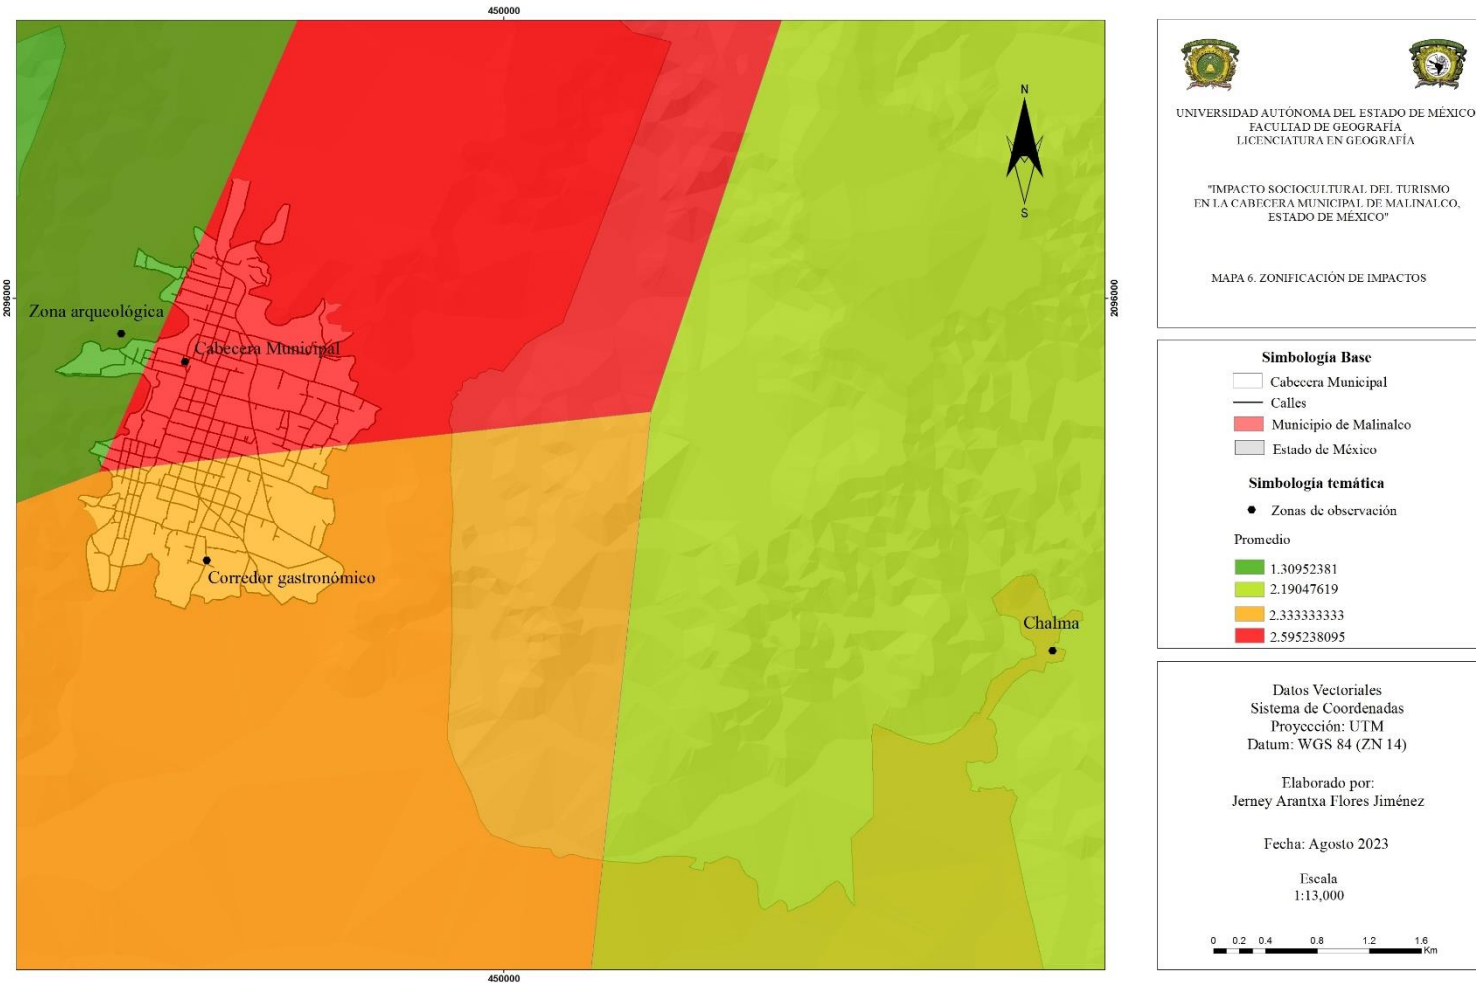 450000
2096000
N
S
Zona arqueológica
Cabecera Municipal
Corredor gastronómico
Chalma
2096000
450000
UNIVERSIDAD AUTÓNOMA DEL ESTADO DE MÉXICO
FACULTAD DE GEOGRAFÍA
LICENCIATURA EN GEOGRAFÍA
"IMPACTO SOCIOCULTURAL DEL TURISMO
EN LA CABECERA MUNICIPAL DE MALINALCO,
ESTADO DE MÉXICO"
MAPA 6. ZONIFICACIÓN DE IMPACTOS
Simbología Base
Cabecera Municipal
Calles
Municipio de Malinalco
Estado de México
Simbología temática
Zonas de observación
Promedio
1.30952381
2.19047619
2.333333333
2.595238095
Datos Vectoriales
Sistema de Coordenadas
Proyección: UTM
Datum: WGS 84 (ZN 14)
Elaborado por:
Jerney Arantxa Flores Jiménez
Fecha: Agosto 2023
Escala
1:13,000
0 0.2 0.4 0.8 1.2 1.6
Km